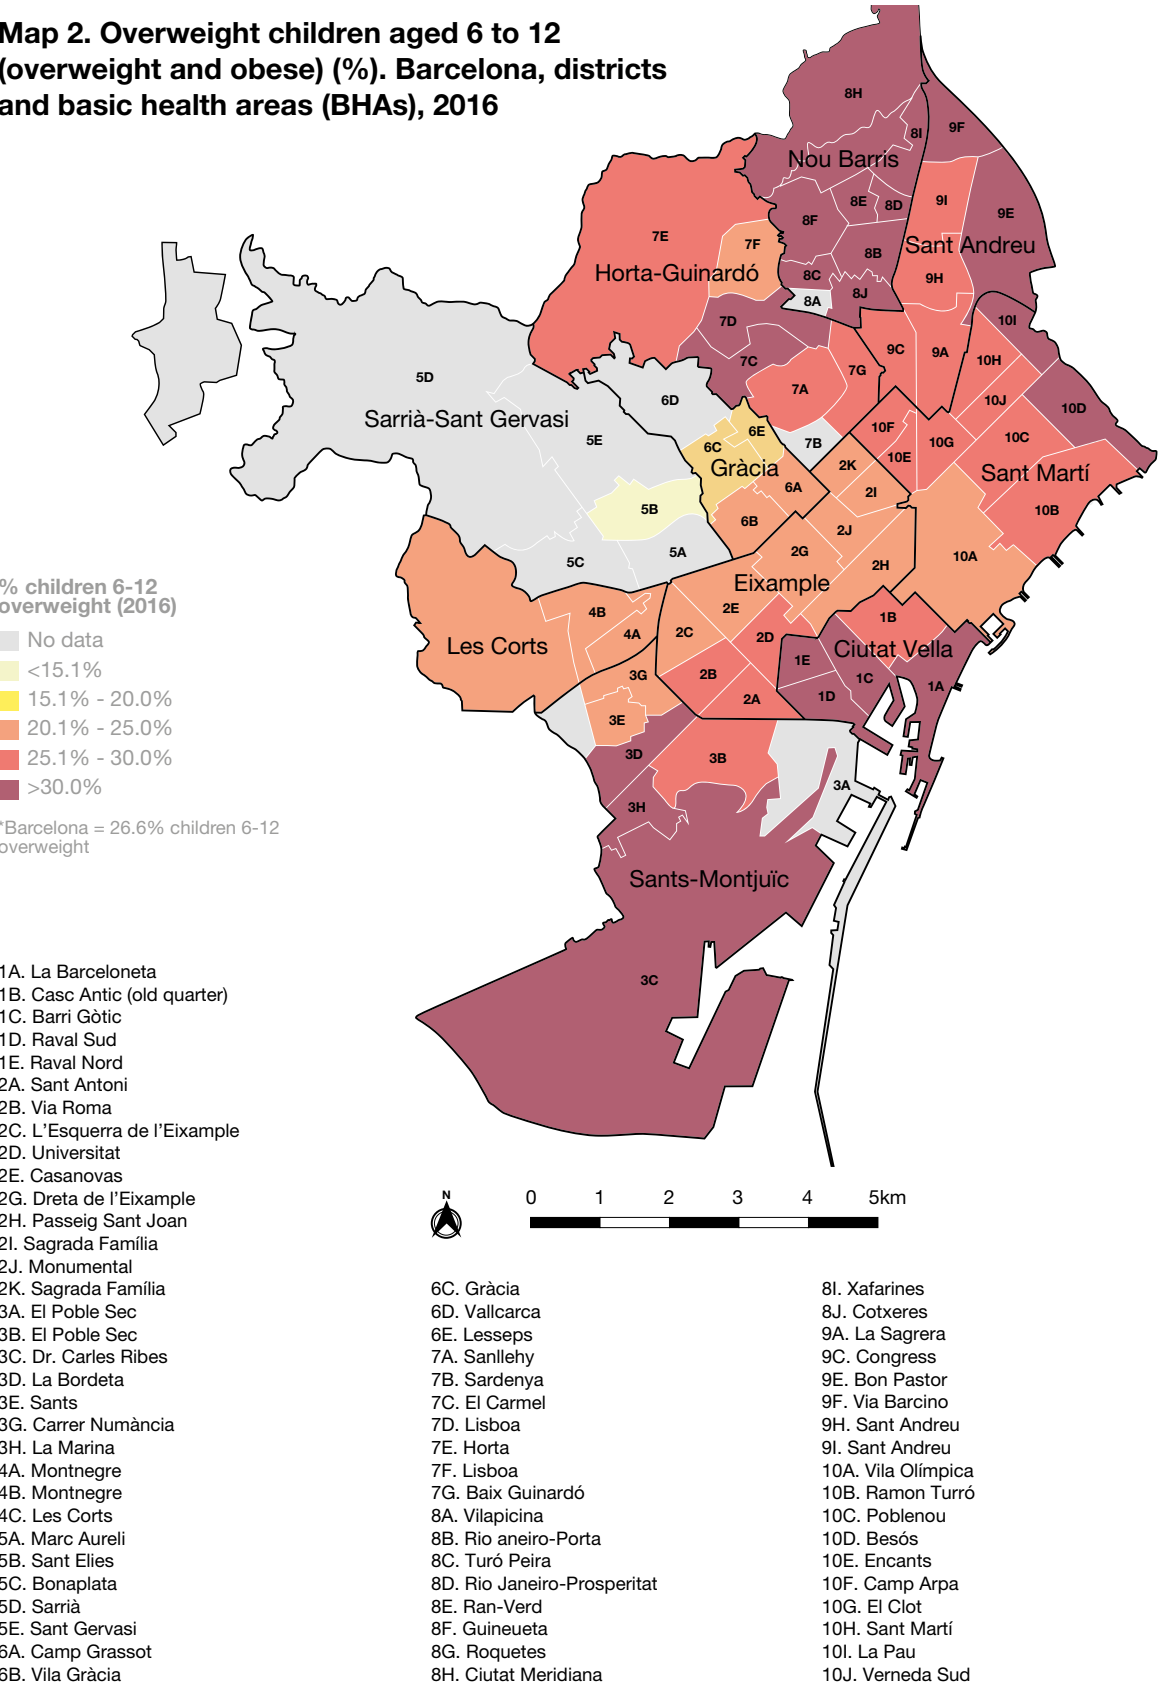 Map 2. Overweight children aged 6 to 12
(overweight and obese) (%). Barcelona, districts
and basic health areas (BHAs), 2016
8H
8I
9F
Nou Barris
8E
8D
8F
9I
9E
7E
7F
8B
Sant Andreu
Horta-Guinardó
8C
9H
8A
8J
7D
10I
9C
9A
7C
10H
7G
5D
7A
6D
10J
10D
Sarrià-Sant Gervasi
6E
10F
5E
7B
10G
10C
6C
10E
Gràcia
2K
Sant Martí
6A
2I
5B
10B
6B
2J
5A
2G
10A
5C
2H
Eixample
% children 6-12
overweight (2016)
No data
<15.1%
15.1% - 20.0%
20.1% - 25.0%
25.1% - 30.0%
>30.0%
*Barcelona = 26.6% children 6-12
overweight
4B
2E
1B
4A
2C
2D
Les Corts
Ciutat Vella
1E
3G
2B
1C
1A
2A
1D
3E
3D
3B
3A
3H
Sants-Montjuïc
3C
N
0 1 2 3 4 5km
1A. La Barceloneta
1B. Casc Antic (old quarter)
1C. Barri Gòtic
1D. Raval Sud
1E. Raval Nord
2A. Sant Antoni
2B. Via Roma
2C. L’Esquerra de l’Eixample
2D. Universitat
2E. Casanovas
2G. Dreta de l’Eixample
2H. Passeig Sant Joan
2I. Sagrada Família
2J. Monumental
2K. Sagrada Família
3A. El Poble Sec
3B. El Poble Sec
3C. Dr. Carles Ribes
3D. La Bordeta
3E. Sants
3G. Carrer Numància
3H. La Marina
4A. Montnegre
4B. Montnegre
4C. Les Corts
5A. Marc Aureli
5B. Sant Elies
5C. Bonaplata
5D. Sarrià
5E. Sant Gervasi
6A. Camp Grassot
6B. Vila Gràcia
6C. Gràcia
6D. Vallcarca
6E. Lesseps
7A. Sanllehy
7B. Sardenya
7C. El Carmel
7D. Lisboa
7E. Horta
7F. Lisboa
7G. Baix Guinardó
8A. Vilapicina
8B. Rio aneiro-Porta
8C. Turó Peira
8D. Rio Janeiro-Prosperitat
8E. Ran-Verd
8F. Guineueta
8G. Roquetes
8H. Ciutat Meridiana
8I. Xafarines
8J. Cotxeres
9A. La Sagrera
9C. Congress
9E. Bon Pastor
9F. Via Barcino
9H. Sant Andreu
9I. Sant Andreu
10A. Vila Olímpica
10B. Ramon Turró
10C. Poblenou
10D. Besós
10E. Encants
10F. Camp Arpa
10G. El Clot
10H. Sant Martí
10I. La Pau
10J. Verneda Sud